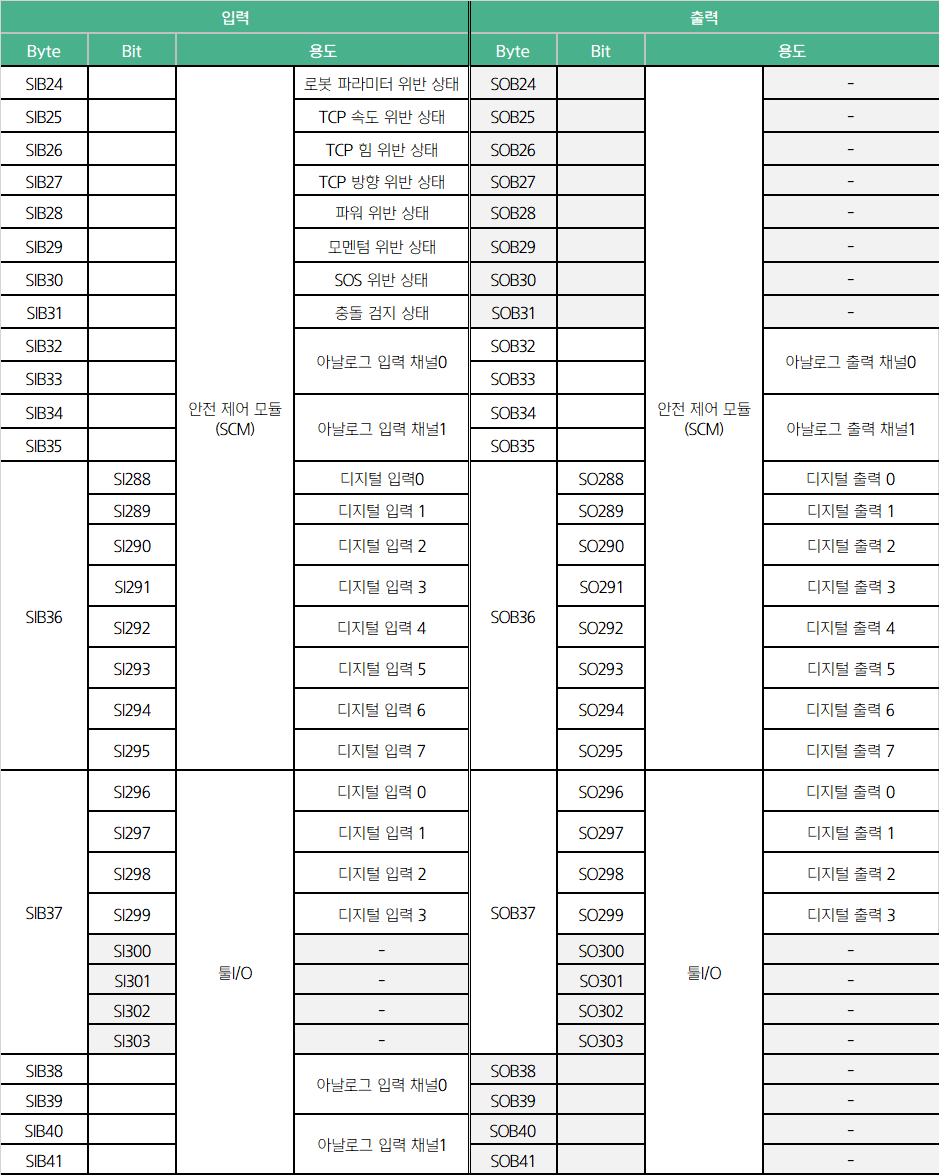 입력 출력
Byte Bit 용도 Byte Bit 용도
SIB24 로봇 파라미터 위반 상태 SOB24 -
SIB25 TCP 속도 위반 상태 SOB25 -
SIB26 TCP 힘 위반 상태 SOB26 -
SIB27 TCP 방향 위반 상태 SOB27 -
SIB28 파워 위반 상태 SOB28 -
SIB29 모멘텀 위반 상태 SOB29 -
SIB30 SOS 위반 상태 SOB30 -
SIB31 충돌 검지 상태 SOB31 -
SIB32 SOB32
아날로그 입력 채널0 아날로그 출력 채널0
SIB33 SOB33
SIB34 SOB34
안전 제어 모듈 안전 제어 모듈
(SCM) 아날로그 입력 채널1 (SCM) 아날로그 출력 채널1
SIB35 SOB35
SI288 디지털 입력0 SO288 디지털 출력 0
SI289 디지털 입력 1 SO289 디지털 출력 1
SI290 디지털 입력 2 SO290 디지털 출력 2
SI291 디지털 입력 3 SO291 디지털 출력 3
SIB36 SOB36
SI292 디지털 입력 4 SO292 디지털 출력 4
SI293 디지털 입력 5 SO293 디지털 출력 5
SI294 디지털 입력 6 SO294 디지털 출력 6
SI295 디지털 입력 7 SO295 디지털 출력 7
SI296 디지털 입력 0 SO296 디지털 출력 0
SI297 디지털 입력 1 SO297 디지털 출력 1
SI298 디지털 입력 2 SO298 디지털 출력 2
SIB37 SI299 디지털 입력 3 SOB37 SO299 디지털 출력 3
SI300 - SO300 -
툴I/O 툴I/O
SI301 - SO301 -
SI302 - SO302 -
SI303 - SO303 -
SIB38 SOB38 -
아날로그 입력 채널0
SIB39 SOB39 -
SIB40 SOB40 -
아날로그 입력 채널1
SIB41 SOB41 -